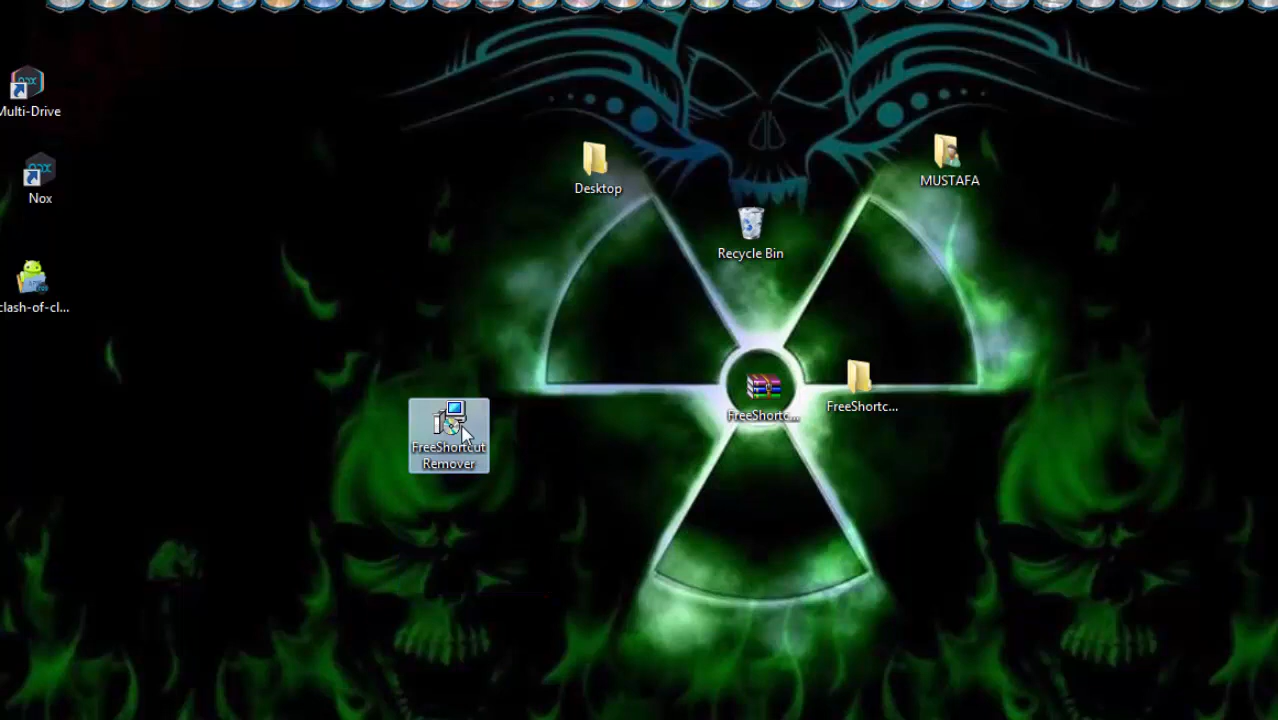 Multi-Drive
Nox
clash-of-cl...
Desktop
MUSTAFA
Recycle Bin
FreeShortc...
FreeShortc...
FreeShortcut
Remover